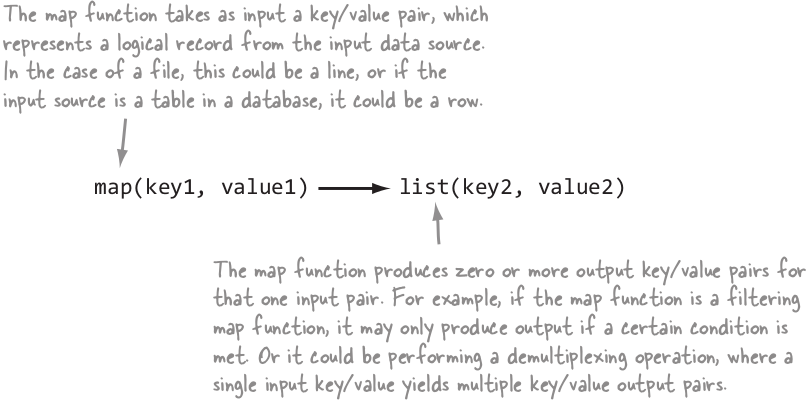 The map function takes as input a key/value pair, which
represents a logical record from the input data source.
In the case of a file, this could be a line, or if the
input source is a table in a database, it could be a row.
map(key1, value1) list(key2, value2)
The map function produces zero or more output key/value pairs for
that one input pair. For example, if the map function is a filtering
map function, it may only produce output if a certain condition is
met. Or it could be performing a demultiplexing operation, where a
single input key/value yields multiple key/value output pairs.